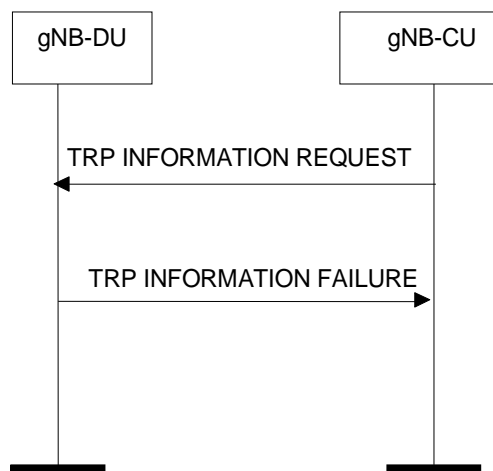 gNB-DU
gNB-CU
TRP INFORMATION REQUEST
TRP INFORMATION FAILURE